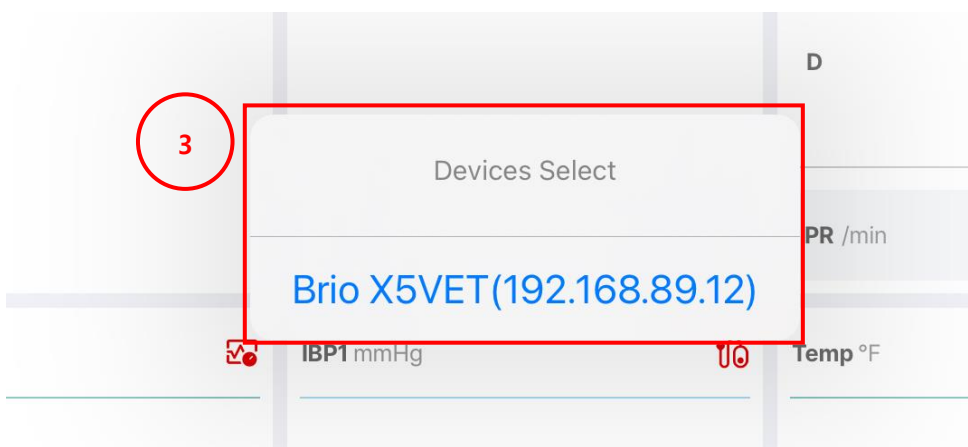 D
3
Devices Select
PR /min
Brio X5VET(192.168.89.12)
IBP1 mmHg
Temp °F